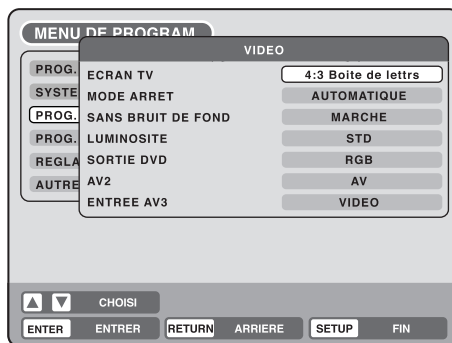 MENU DE PROGRAM
VIDEO
PROG.
ECRAN TV
4:3 Boite de lettrs
SYSTE
MODE ARRET
AUTOMATIQUE
PROG.
SANS BRUIT DE FOND
MARCHE
PROG.
LUMINOSITE
STD
REGLA
SORTIE DVD
RGB
AUTRE
AV2
AV
ENTREE AV3
VIDEO
CHOISI
ENTER ENTRER RETURN ARRIERE SETUP FIN